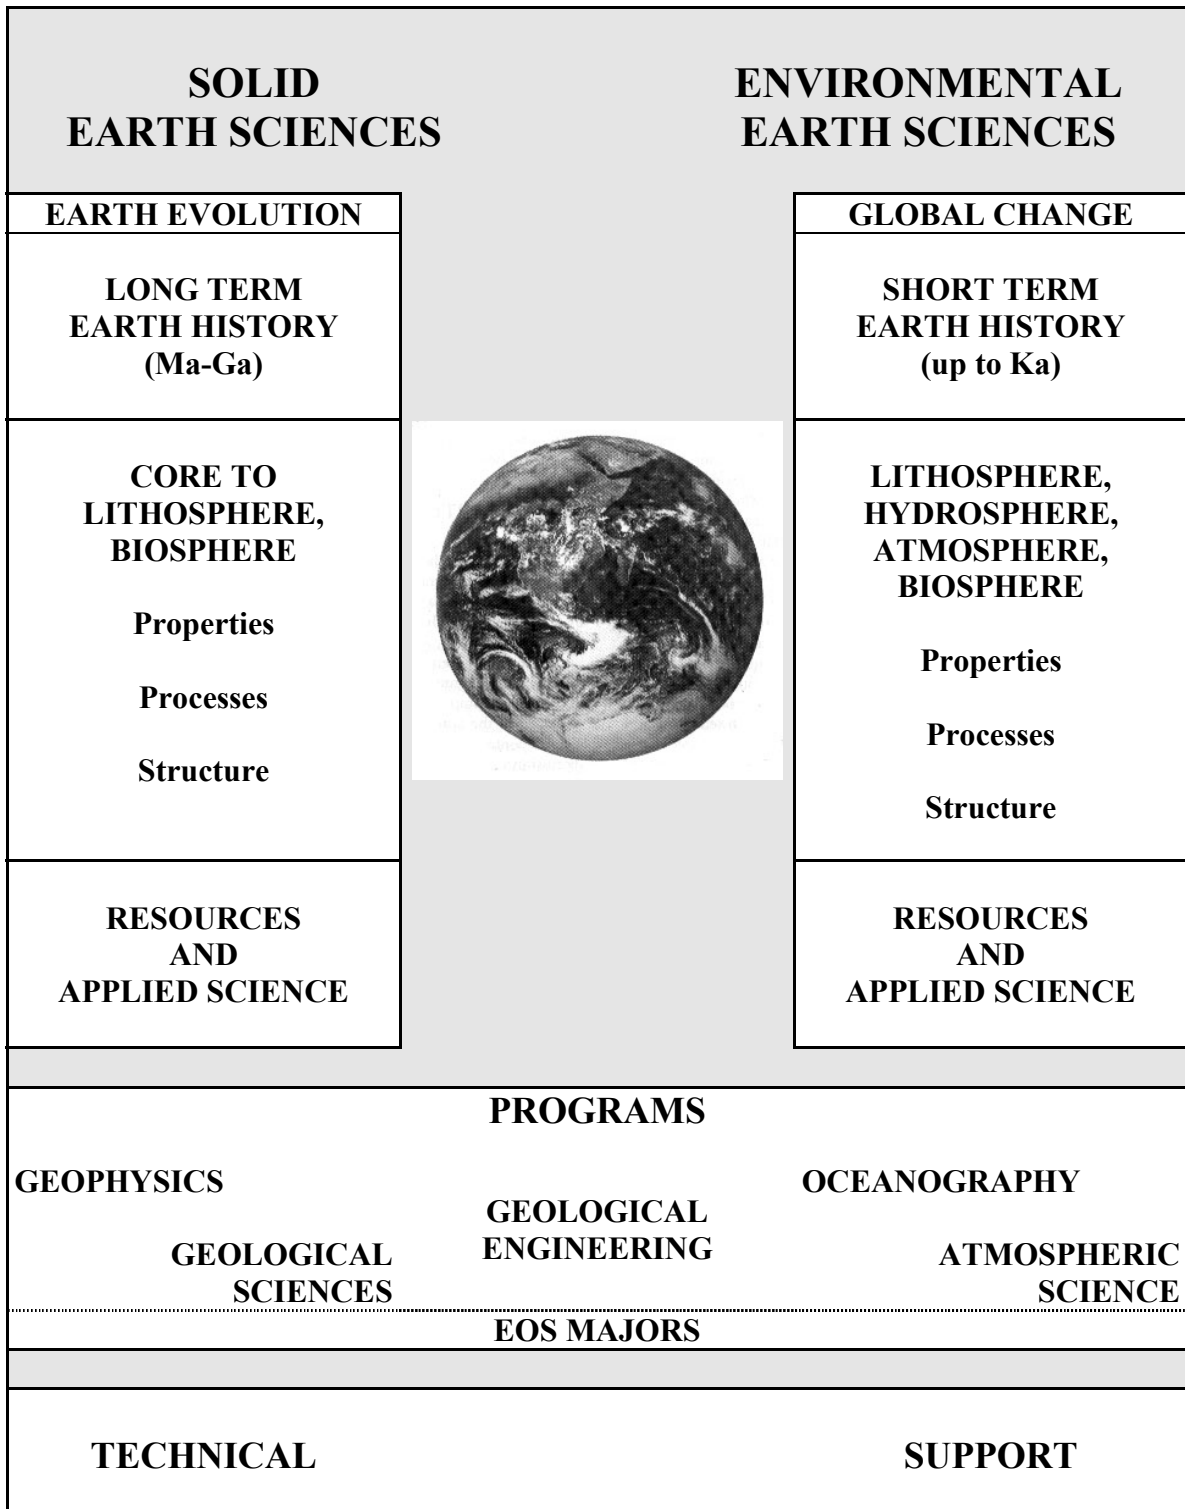 SOLID
EARTH SCIENCES
ENVIRONMENTAL
EARTH SCIENCES
EARTH EVOLUTION
LONG TERM
EARTH HISTORY
(Ma-Ga)
CORE TO
LITHOSPHERE,
BIOSPHERE
Properties
Processes
Structure
RESOURCES
AND
APPLIED SCIENCE
GLOBAL CHANGE
SHORT TERM
EARTH HISTORY
(up to Ka)
LITHOSPHERE,
HYDROSPHERE,
ATMOSPHERE,
BIOSPHERE
Properties
Processes
Structure
RESOURCES
AND
APPLIED SCIENCE
PROGRAMS
GEOPHYSICS
GEOLOGICAL
SCIENCES
GEOLOGICAL
ENGINEERING
OCEANOGRAPHY
ATMOSPHERIC
SCIENCE
EOS MAJORS
TECHNICAL SUPPORT